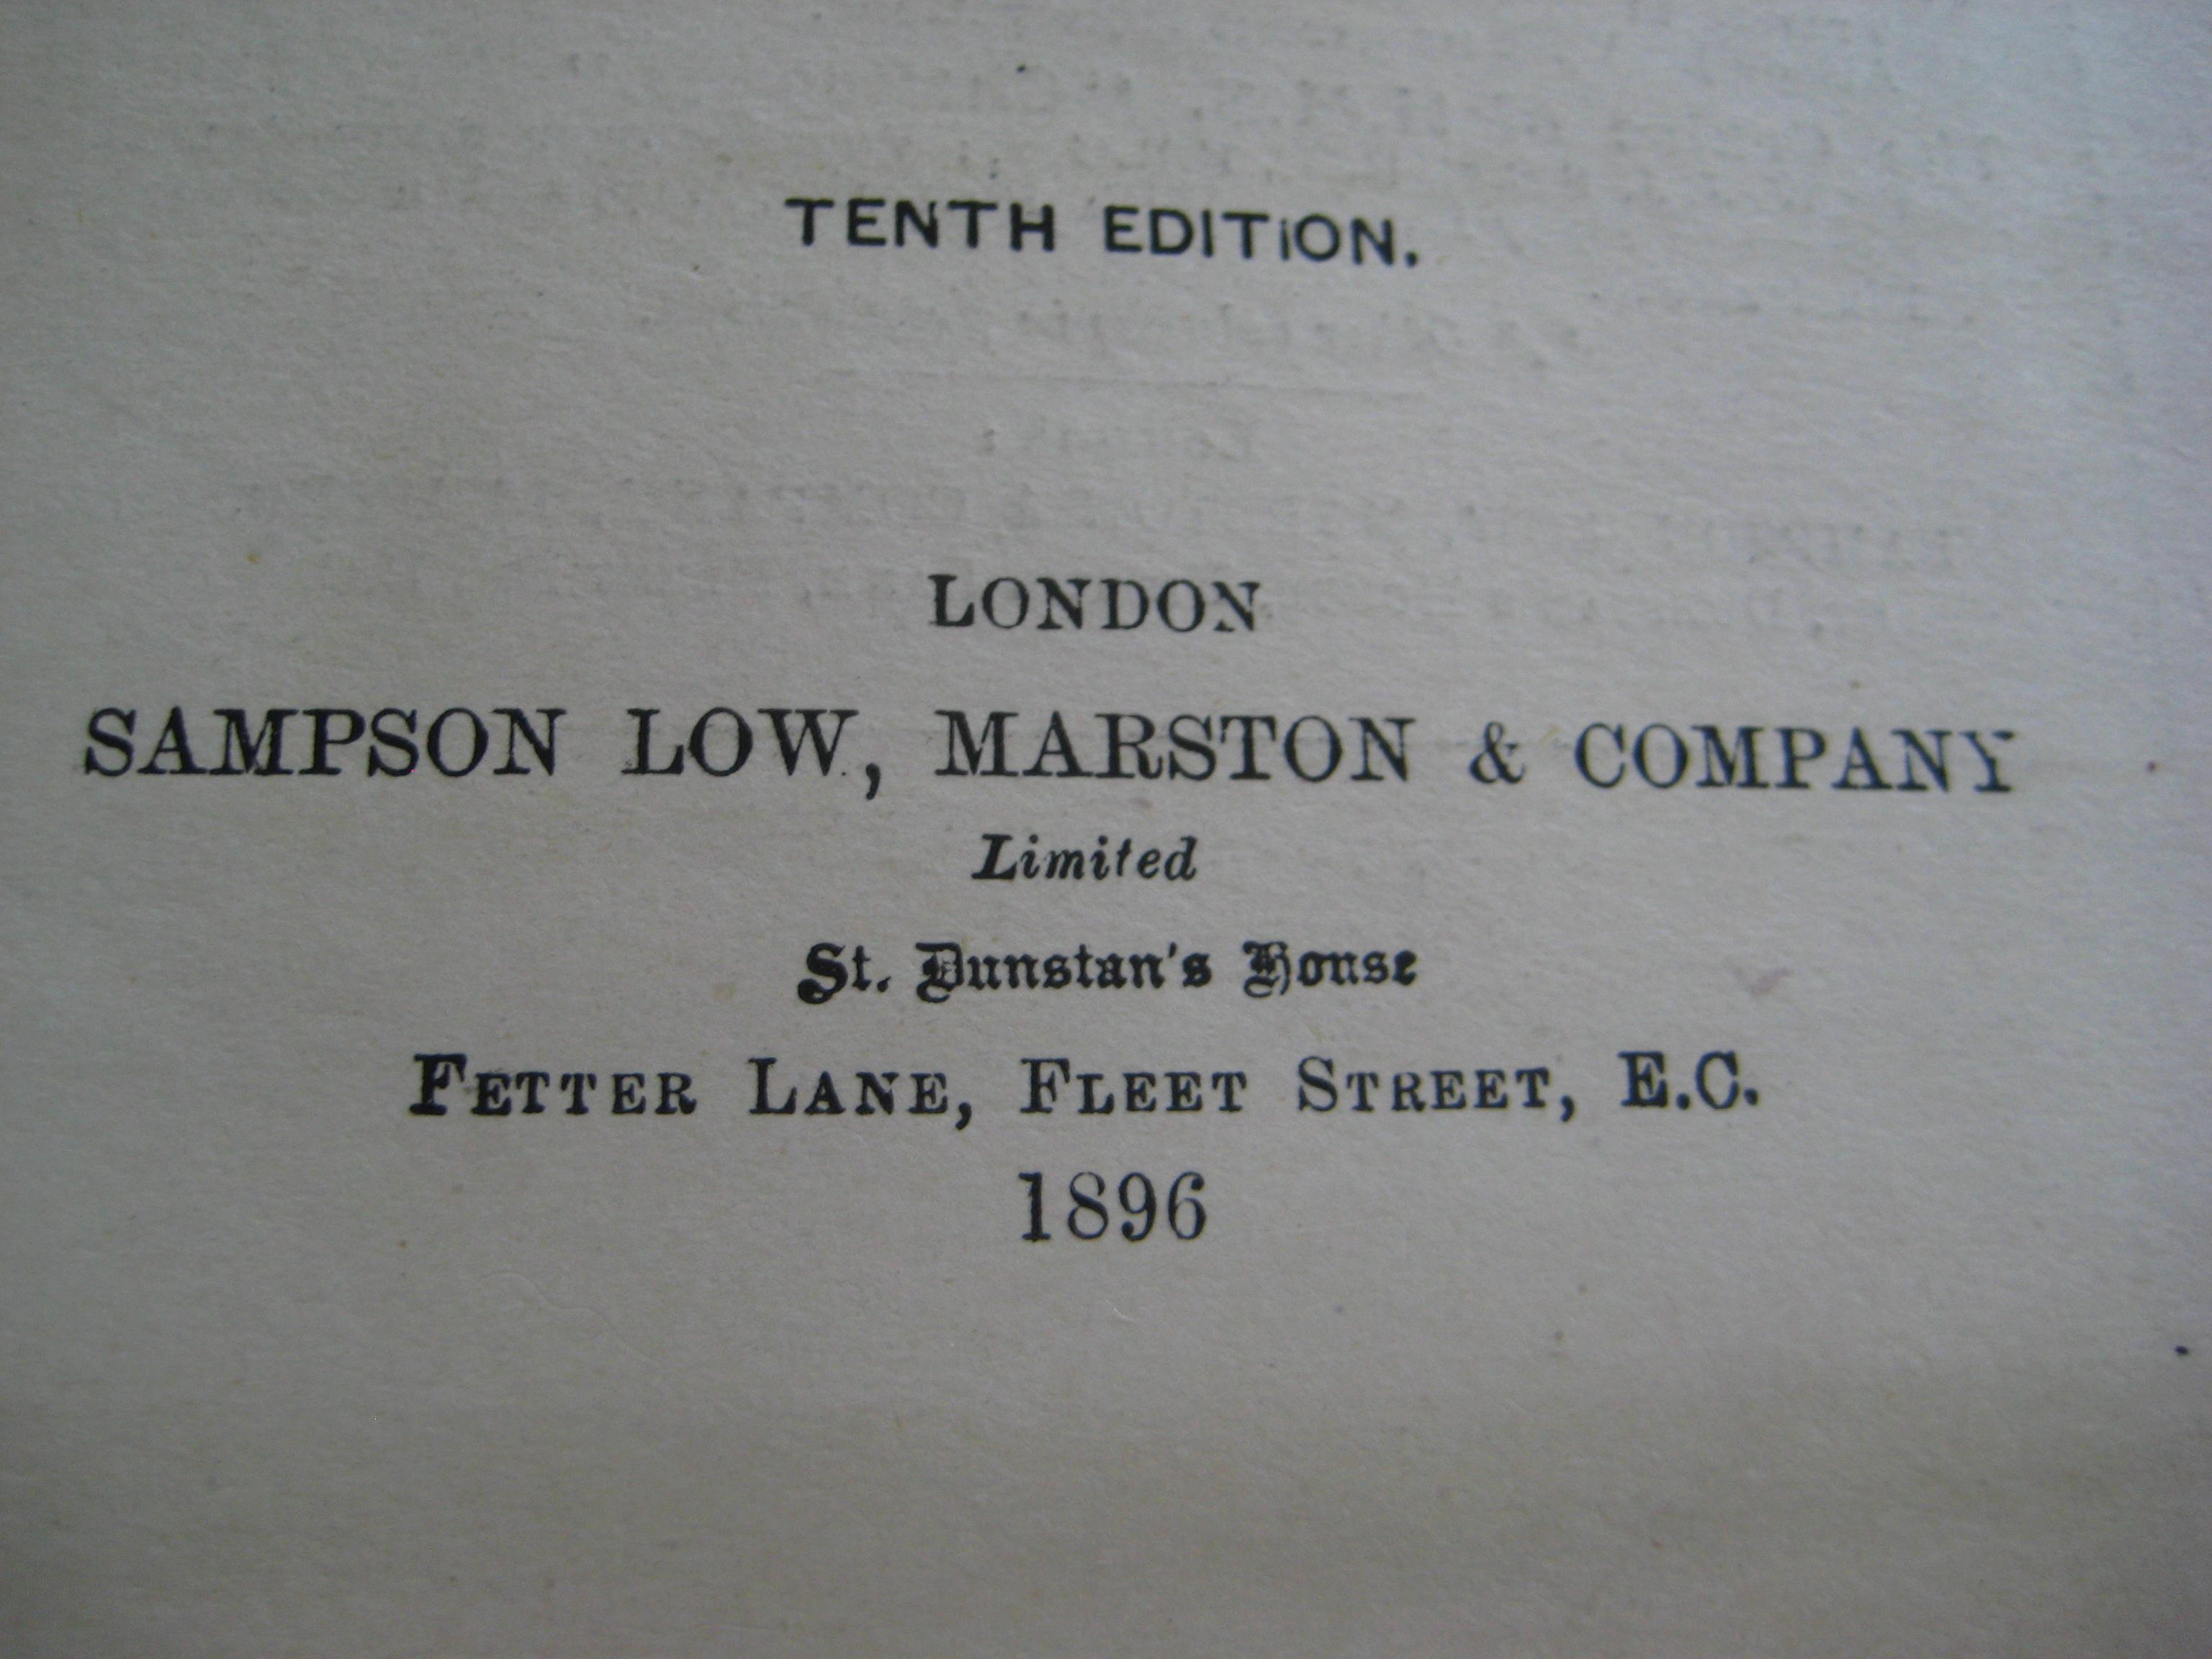 TENTH EDITION.
LONDON
SAMPSON LOW, MARSTON & COMPANY
Limited
St. Dunstan's House
FETTER LANE, FLEET STREET, E.C.
1896